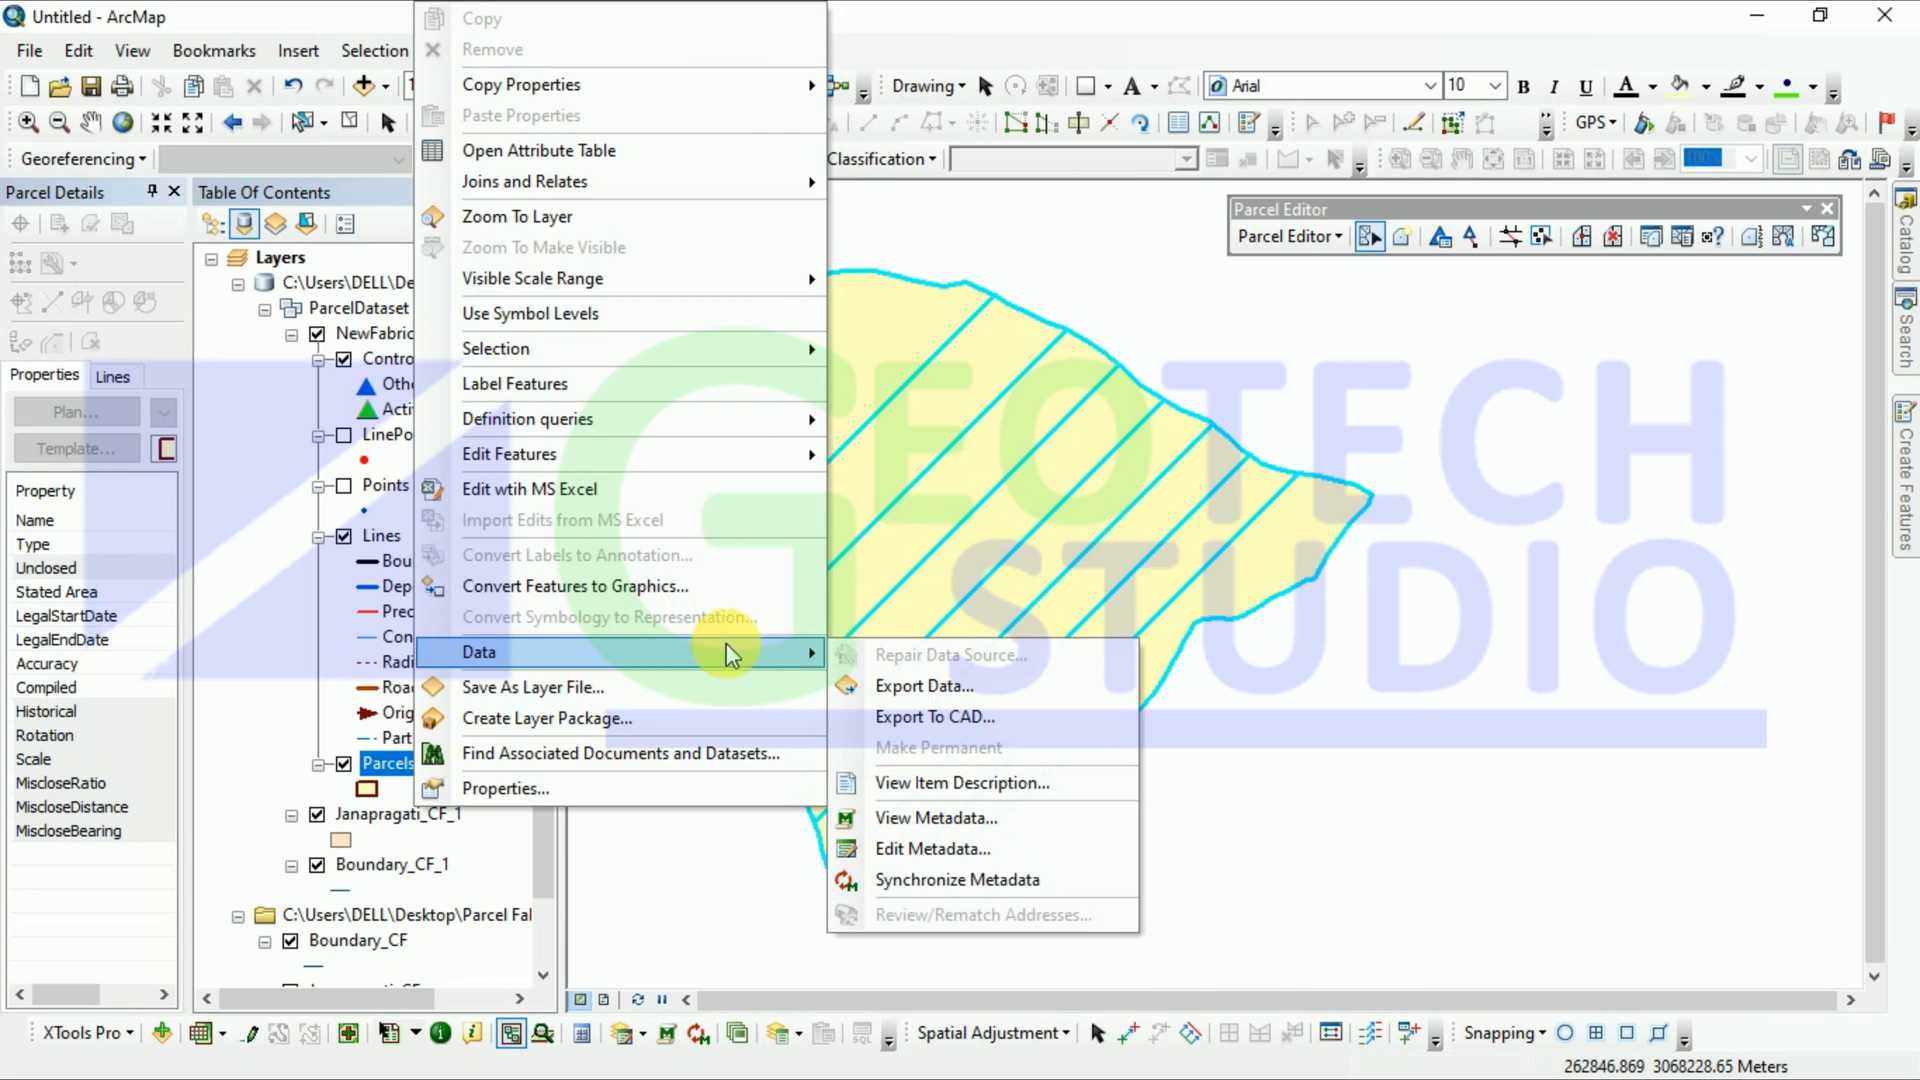 Untitled - ArcMap
File Edit View Bookmarks Insert Selection
Drawing Arial 10 B I U
GPS
Georeferencing Classification 100%
Parcel Details
Table Of Contents
Layers
C:\Users\DELL\De
ParcelDataset
NewFabric
Contro
Othe
Acti
LinePo
Points
Lines
Bou
Dep
Prec
Con
Radi
Roa
Orig
Part
Parcels
Janapragati_CF_1
Boundary_CF_1
C:\Users\DELL\Desktop\Parcel Fal
Boundary_CF
Properties Lines
Plan...
Template...
Property
Name
Type
Unclosed
Stated Area
LegalStartDate
LegalEndDate
Accuracy
Compiled
Historical
Rotation
Scale
MiscloseRatio
MiscloseDistance
MiscloseBearing
Copy
Remove
Copy Properties
Paste Properties
Open Attribute Table
Joins and Relates
Zoom To Layer
Zoom To Make Visible
Visible Scale Range
Use Symbol Levels
Selection
Label Features
Definition queries
Edit Features
Edit wtih MS Excel
Import Edits from MS Excel
Convert Labels to Annotation...
Convert Features to Graphics...
Convert Symbology to Representation...
Data
Save As Layer File...
Create Layer Package...
Find Associated Documents and Datasets...
Properties...
Repair Data Source...
Export Data...
Export To CAD...
Make Permanent
View Item Description...
View Metadata...
Edit Metadata...
Synchronize Metadata
Review/Rematch Addresses...
Parcel Editor
Parcel Editor
Catalog
Search
Create Features
GEOTECH
STUDIO
XTools Pro SQL Spatial Adjustment Snapping
262846.869 3068228.65 Meters